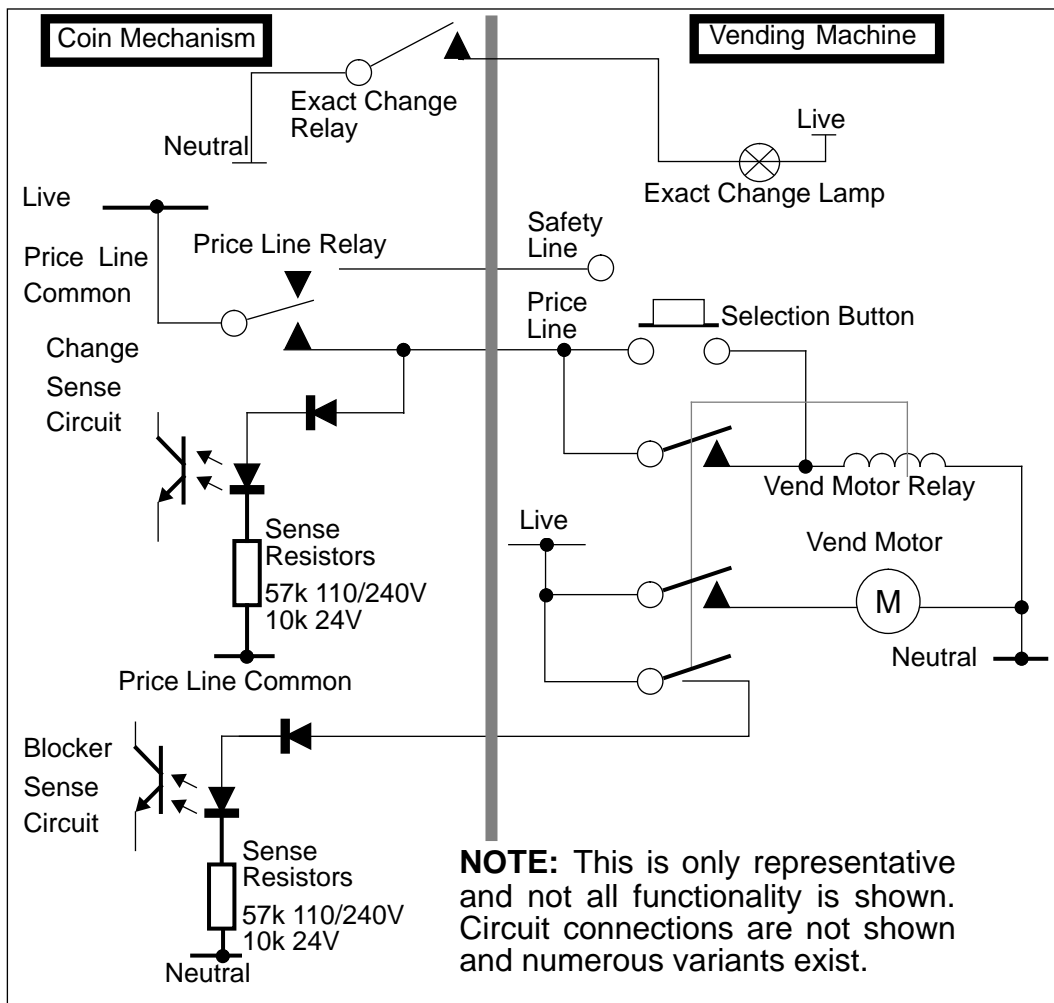 Coin Mechanism
Vending Machine
Exact Change
Relay
Neutral
Live
Exact Change Lamp
Live
Safety
Line
Price Line Relay
Price Line
Common
Price
Line
Selection Button
Change
Sense
Circuit
Vend Motor Relay
Live
Vend Motor
Sense
Resistors
57k 110/240V
10k 24V
M
Neutral
Price Line Common
Blocker
Sense
Circuit
Sense
Resistors
57k 110/240V
10k 24V
Neutral
NOTE: This is only representative
and not all functionality is shown.
Circuit connections are not shown
and numerous variants exist.